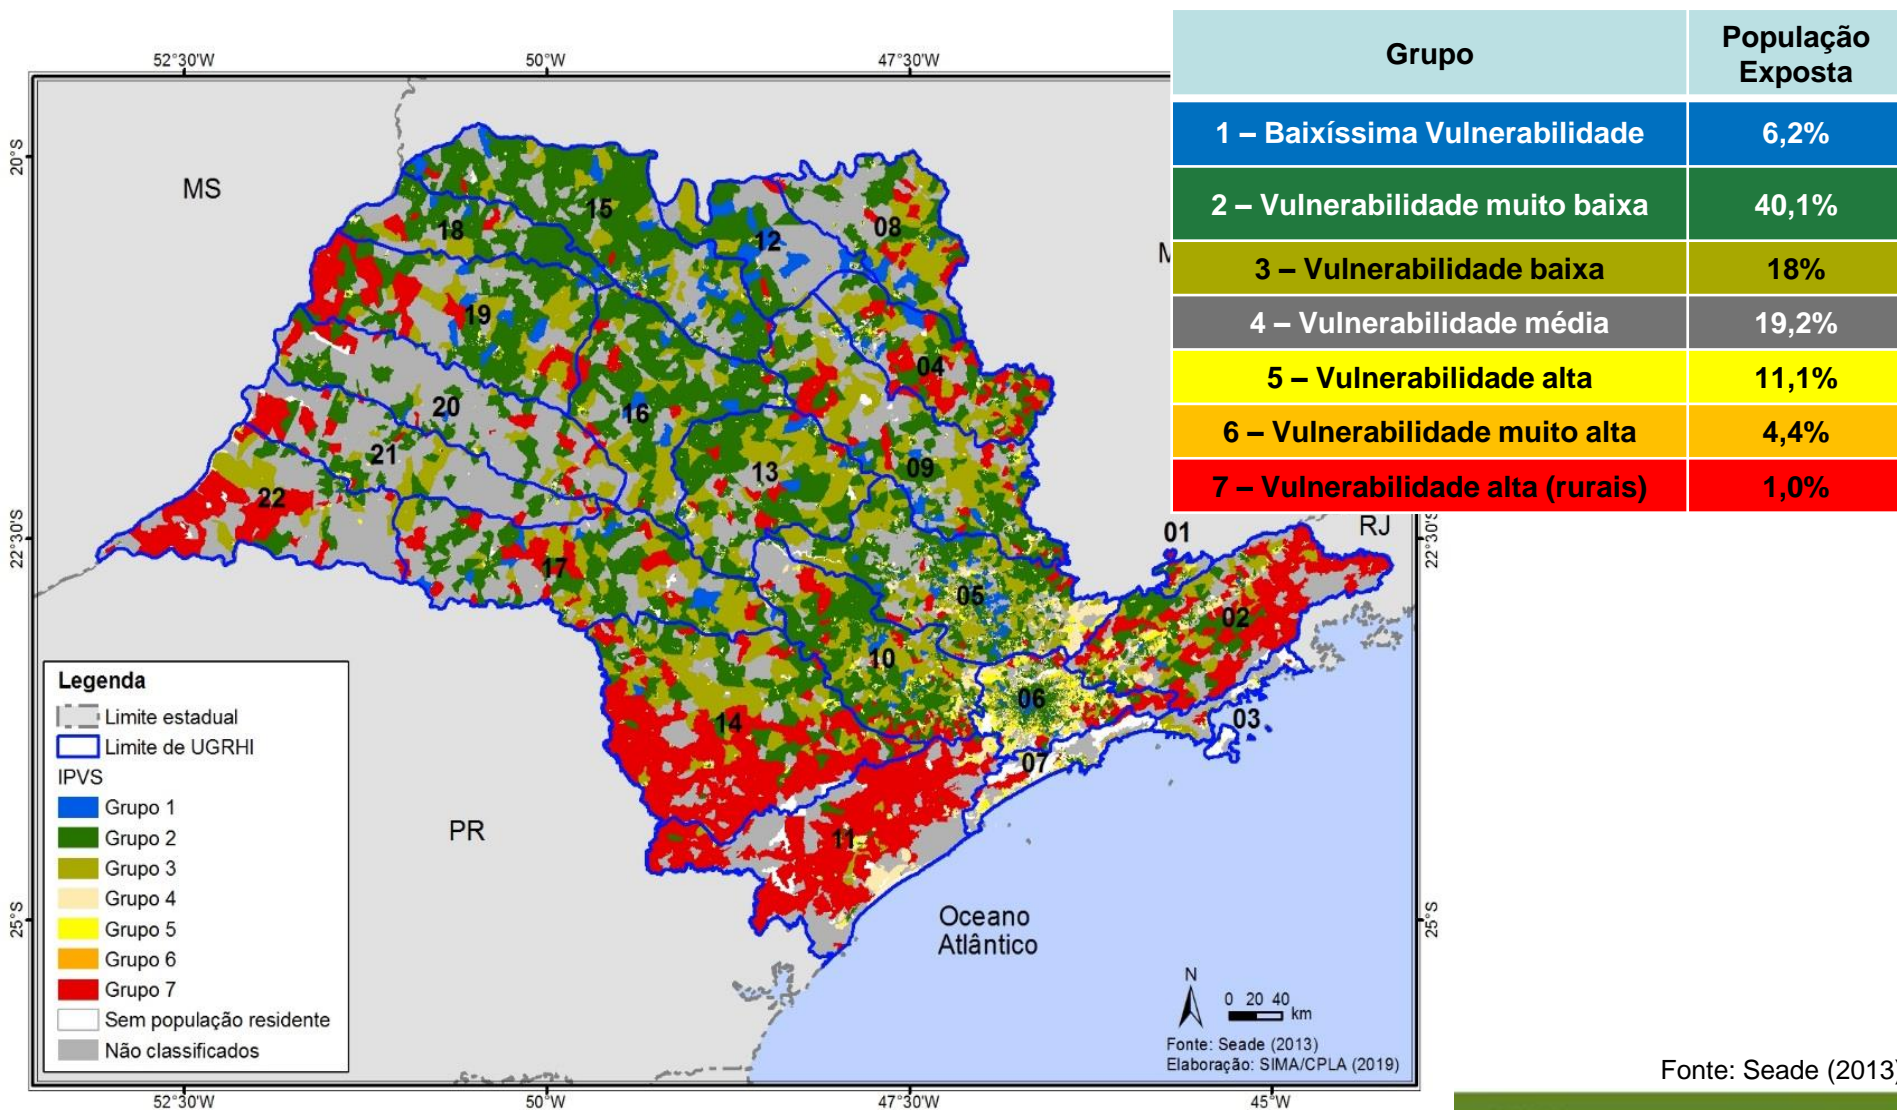 52°30'W 50°W 47°30'W
Grupo População Exposta
1 – Baixíssima Vulnerabilidade 6,2%
2 – Vulnerabilidade muito baixa 40,1%
3 – Vulnerabilidade baixa 18%
4 – Vulnerabilidade média 19,2%
5 – Vulnerabilidade alta 11,1%
6 – Vulnerabilidade muito alta 4,4%
7 – Vulnerabilidade alta (rurais) 1,0%
20°S
22°30'S
25°S
MS
M
15
18
12
08
19
04
20
16
21
13
09
22
17
01
RJ
22°30'S
05
02
10
06
03
14
07
11
PR
Oceano
Atlântico
25°S
Legenda
Limite estadual
Limite de UGRHI
IPVS
Grupo 1
Grupo 2
Grupo 3
Grupo 4
Grupo 5
Grupo 6
Grupo 7
Sem população residente
Não classificados
N
0 20 40
km
Fonte: Seade (2013)
Elaboração: SIMA/CPLA (2019)
52°30'W 50°W 47°30'W 45°W
Fonte: Seade (2013)